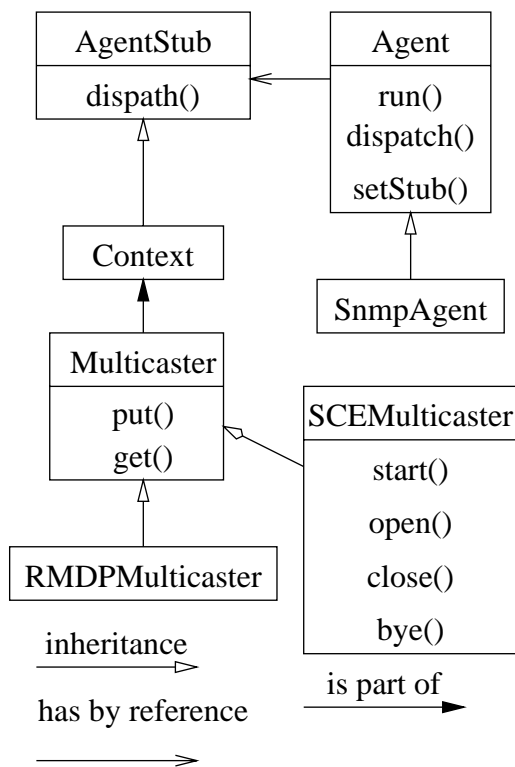 AgentStub
dispath()
Agent
run()
dispatch()
setStub()
Context
SnmpAgent
Multicaster
put()
get()
SCEMulticaster
start()
open()
close()
bye()
RMDPMulticaster
inheritance
has by reference
is part of